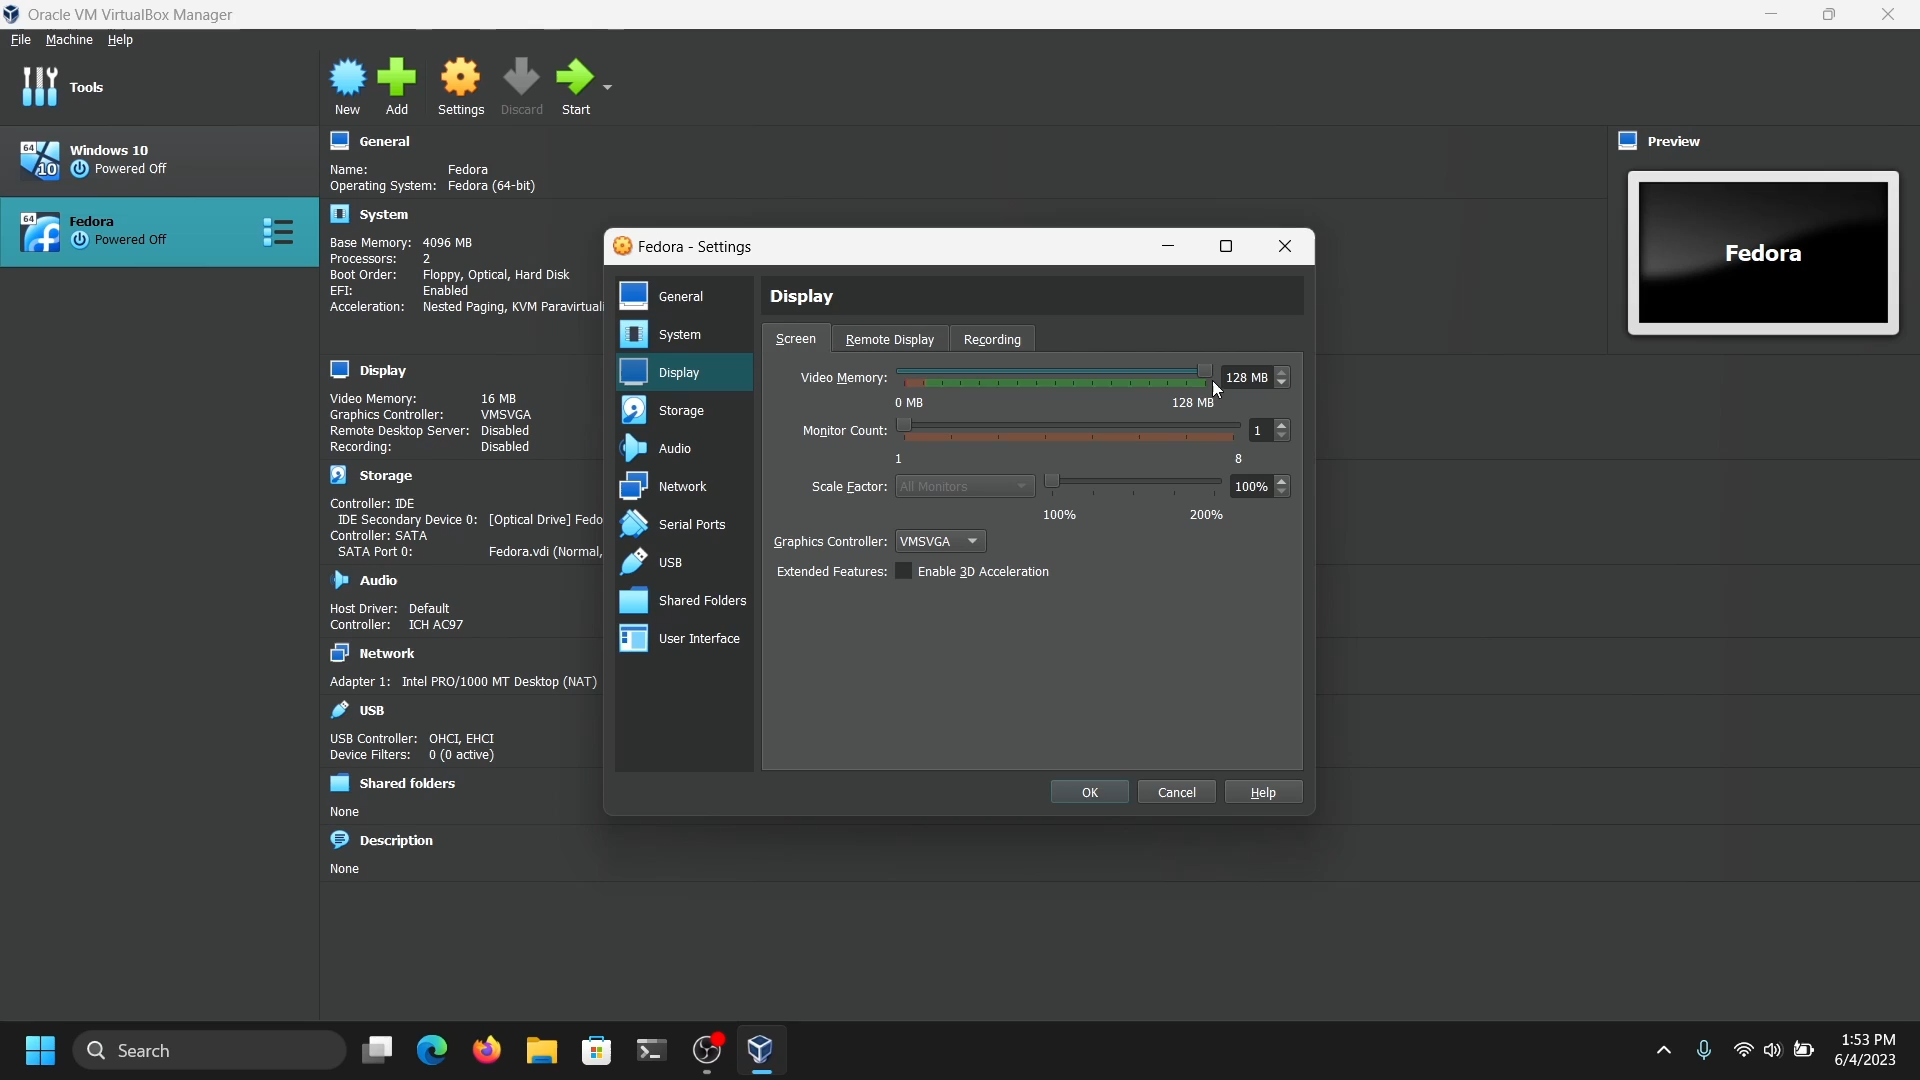 Oracle VM VirtualBox Manager
File Machine Help
Tools
New Add Settings Discard Start
64 10 Windows 10
Powered Off
64 Fedora
Powered Off
General
Name: Fedora
Operating System: Fedora (64-bit)
System
Base Memory: 4096 MB
Processors: 2
Boot Order: Floppy, Optical, Hard Disk
EFI: Enabled
Acceleration: Nested Paging, KVM Paravirtuali
Display
Video Memory: 16 MB
Graphics Controller: VMSVGA
Remote Desktop Server: Disabled
Recording: Disabled
Storage
Controller: IDE
IDE Secondary Device 0: [Optical Drive] Fedo
Controller: SATA
SATA Port 0: Fedora.vdi (Normal,
Audio
Host Driver: Default
Controller: ICH AC97
Network
Adapter 1: Intel PRO/1000 MT Desktop (NAT)
USB
USB Controller: OHCI, EHCI
Device Filters: 0 (0 active)
Shared folders
None
Description
None
Preview
Fedora
Fedora - Settings
General
System
Display
Storage
Audio
Network
Serial Ports
USB
Shared Folders
User Interface
Display
Screen Remote Display Recording
Video Memory: 128 MB
0 MB 128 MB
Monitor Count: 1
1 8
Scale Factor: All Monitors 100%
100% 200%
Graphics Controller: VMSVGA
Extended Features: Enable 3D Acceleration
OK Cancel Help
Search
1:53 PM
6/4/2023